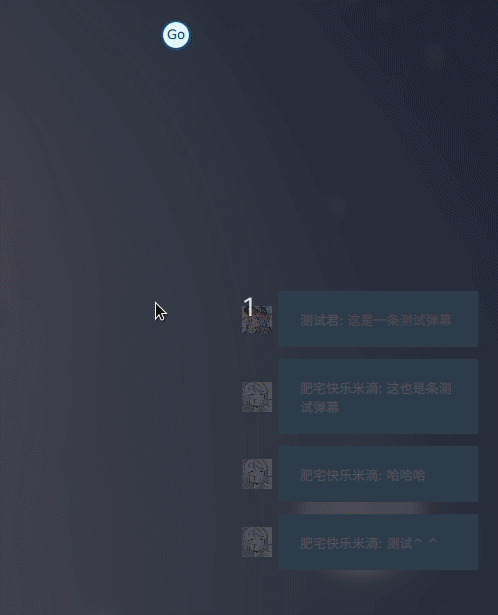 Go
1
测试君: 这是一条测试弹幕
肥宅快乐米滴: 这也是条测
试弹幕
肥宅快乐米滴: 哈哈哈
肥宅快乐米滴: 测试^ ^